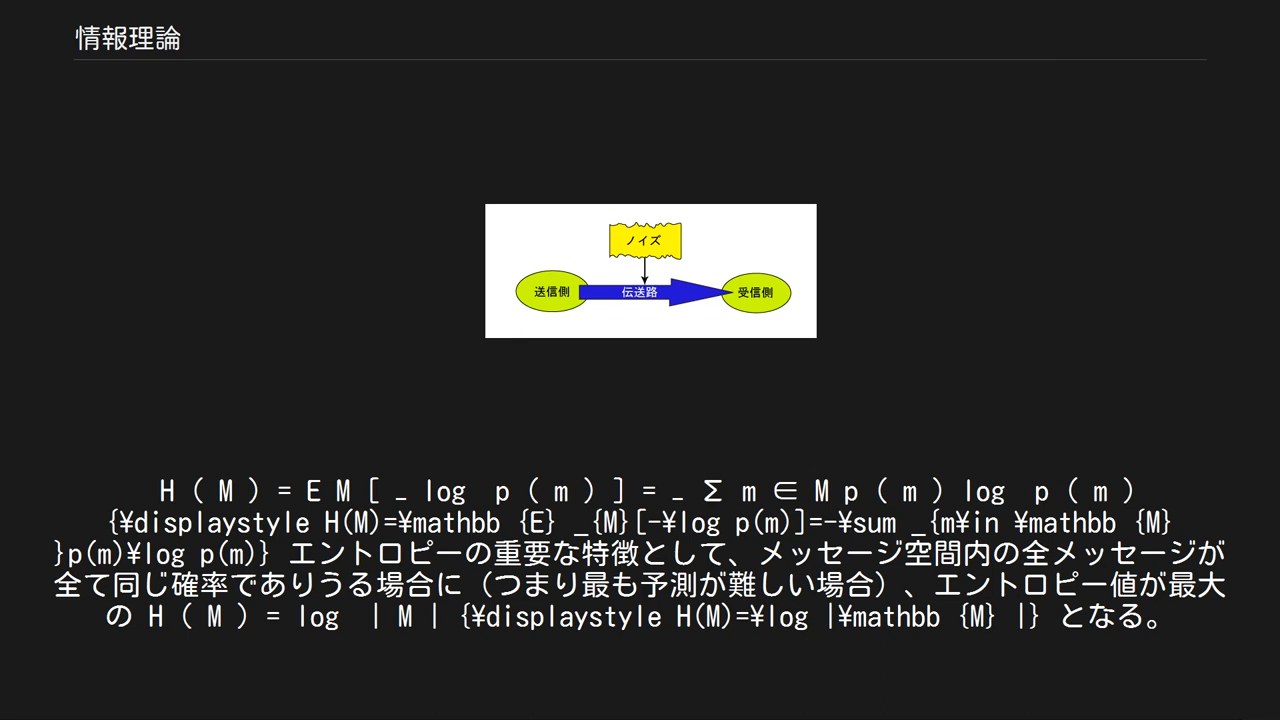 情報理論
ノイズ
送信側
伝送路
受信側
H ( M ) = E M [ − log  p ( m ) ] = − ∑ m ∈ M p ( m ) log  p ( m )
{¥displaystyle H(M)=¥mathbb {E} _{M}[-¥log p(m)]=-¥sum _{m¥in ¥mathbb {M}
}p(m)¥log p(m)} エントロピーの重要な特徴として、メッセージ空間内の全メッセージが
全て同じ確率でありうる場合に（つまり最も予測が難しい場合）、エントロピー値が最大
の H ( M ) = log  | M | {¥displaystyle H(M)=¥log |¥mathbb {M} |} となる。